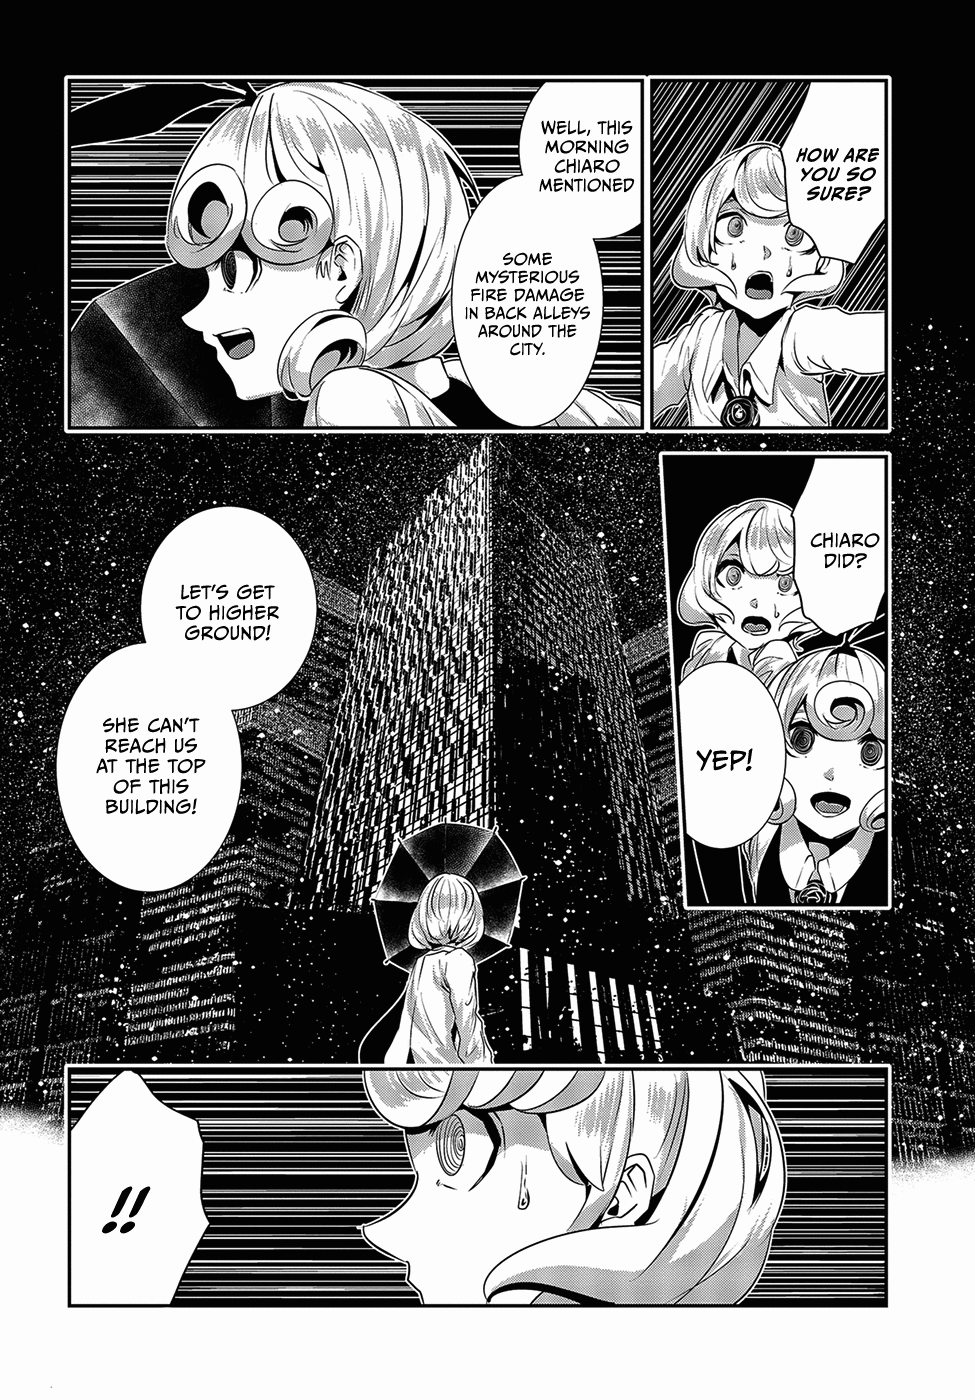 HOW ARE
YOU SO
SURE?
WELL, THIS
MORNING
CHIARO
MENTIONED
SOME
MYSTERIOUS
FIRE DAMAGE
IN BACK ALLEYS
AROUND THE
CITY.
CHIARO
DID?
YEP!
LET'S GET
TO HIGHER
GROUND!
SHE CAN'T
REACH US
AT THE TOP
OF THIS
BUILDING!
!!